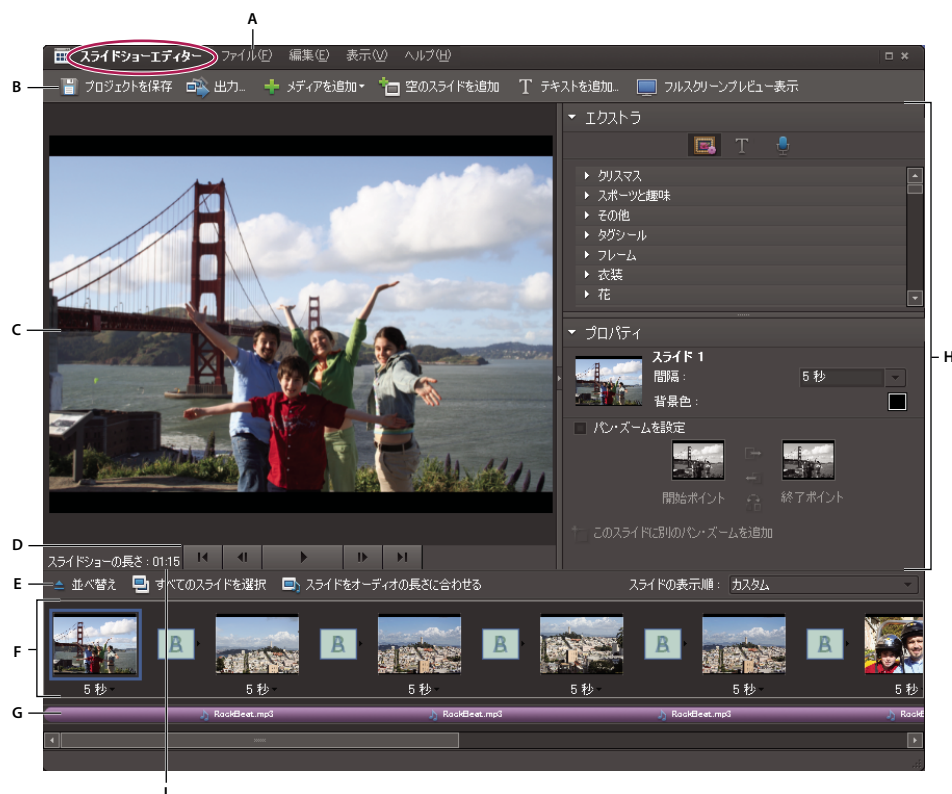 A
スライドショーエディター ファイル(F) 編集(E) 表示(V) ヘルプ(H)
B
プロジェクトを保存 出力... メディアを追加 空のスライドを追加 T テキストを追加... フルスクリーンプレビュー表示
エクストラ
T
クリスマス
スポーツと趣味
その他
タグシール
フレーム
衣装
花
C
プロパティ
H
スライド 1
間隔 : 5 秒
背景色 :
パン・ズームを設定
開始ポイント 終了ポイント
このスライドに別のパン・ズームを追加
D
スライドショーの長さ : 01:15
E
並べ替え すべてのスライドを選択 スライドをオーディオの長さに合わせる スライドの表示順 : カスタム
F
B B B B B
5 秒 5 秒 5 秒 5 秒 5 秒
G
RockBeat.mp3 RockBeat.mp3 RockBeat.mp3
I